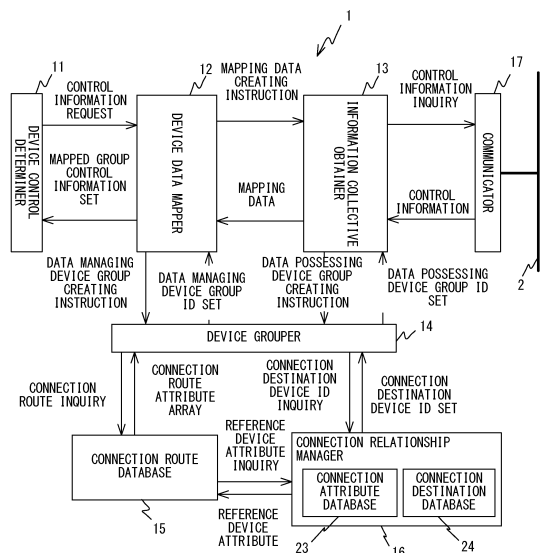 1
11
12
13
17
CONTROL
INFORMATION
REQUEST
MAPPING DATA
CREATING
INSTRUCTION
CONTROL
INFORMATION
INQUIRY
DEVICE CONTROL
DETERMINER
DEVICE DATA MAPPER
INFORMATION COLLECTIVE
OBTAINER
COMMUNICATOR
MAPPED GROUP
CONTROL
INFORMATION
SET
MAPPING
DATA
CONTROL
INFORMATION
DATA MANAGING
DEVICE GROUP
CREATING
INSTRUCTION
DATA MANAGING
DEVICE GROUP
ID SET
DATA POSSESSING
DEVICE GROUP
CREATING
INSTRUCTION
DATA POSSESSING
DEVICE GROUP ID
SET
2
DEVICE GROUPER
14
CONNECTION
ROUTE INQUIRY
CONNECTION
ROUTE
ATTRIBUTE
ARRAY
CONNECTION
DESTINATION
DEVICE ID
INQUIRY
CONNECTION
DESTINATION
DEVICE ID SET
REFERENCE
DEVICE
ATTRIBUTE
INQUIRY
CONNECTION ROUTE
DATABASE
CONNECTION RELATIONSHIP
MANAGER
CONNECTION
ATTRIBUTE
DATABASE
CONNECTION
DESTINATION
DATABASE
REFERENCE
DEVICE
ATTRIBUTE
15
23
16
24